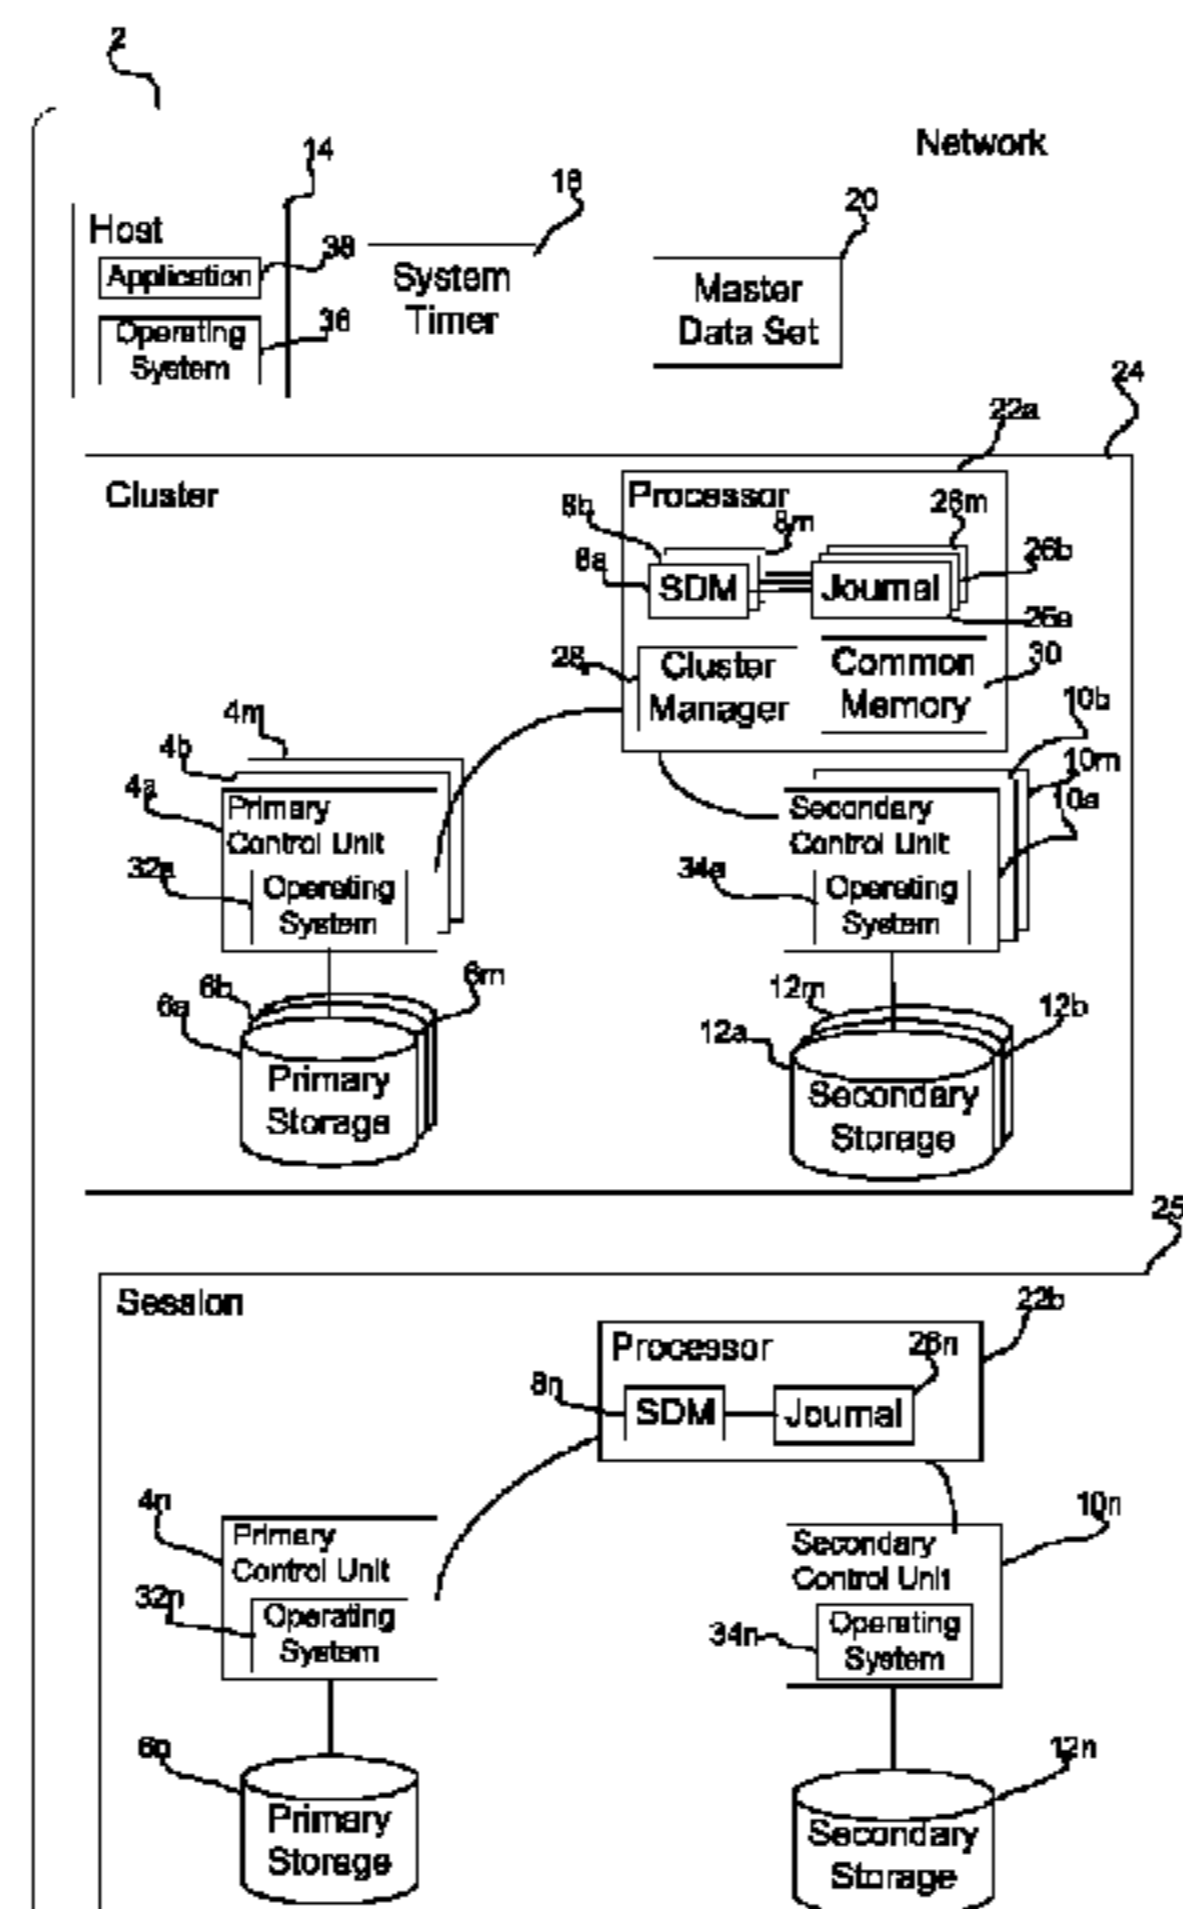 2
Network
14
18
20
Host
38
Application
System
Timer
Master
Data Set
36
Operating
System
24
22a
Cluster
Processor
8b
8m
26m
8a
SDM
Journal
26b
26a
28
Cluster
Manager
Common
Memory
30
4m
4b
4a
10b
10m
10a
Primary
Control Unit
Secondary
Control Unit
32a
Operating
System
34a
Operating
System
6a
6b
6m
12m
12a
12b
Primary
Storage
Secondary
Storage
25
Session
22b
Processor
26n
8n
SDM
Journal
4n
10n
Primary
Control Unit
Secondary
Control Unit
32n
Operating
System
34n
Operating
System
6n
12n
Primary
Storage
Secondary
Storage